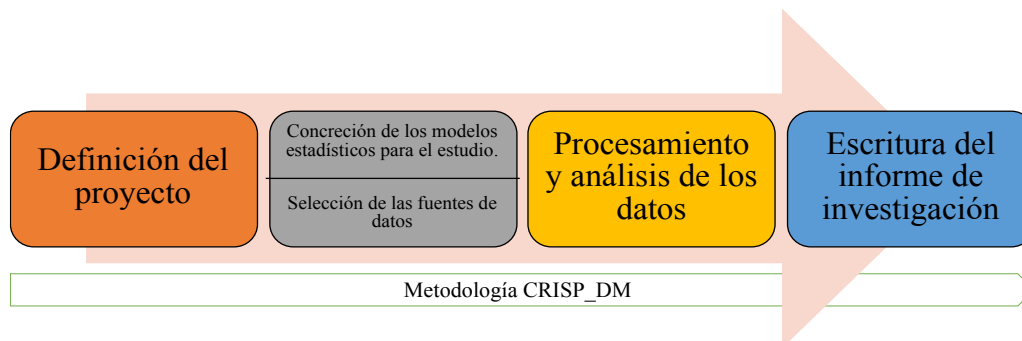 Definición del
proyecto
Concreción de los modelos
estadísticos para el estudio.
Selección de las fuentes de
datos
Procesamiento
y análisis de los
datos
Escritura del
informe de
investigación
Metodología CRISP_DM